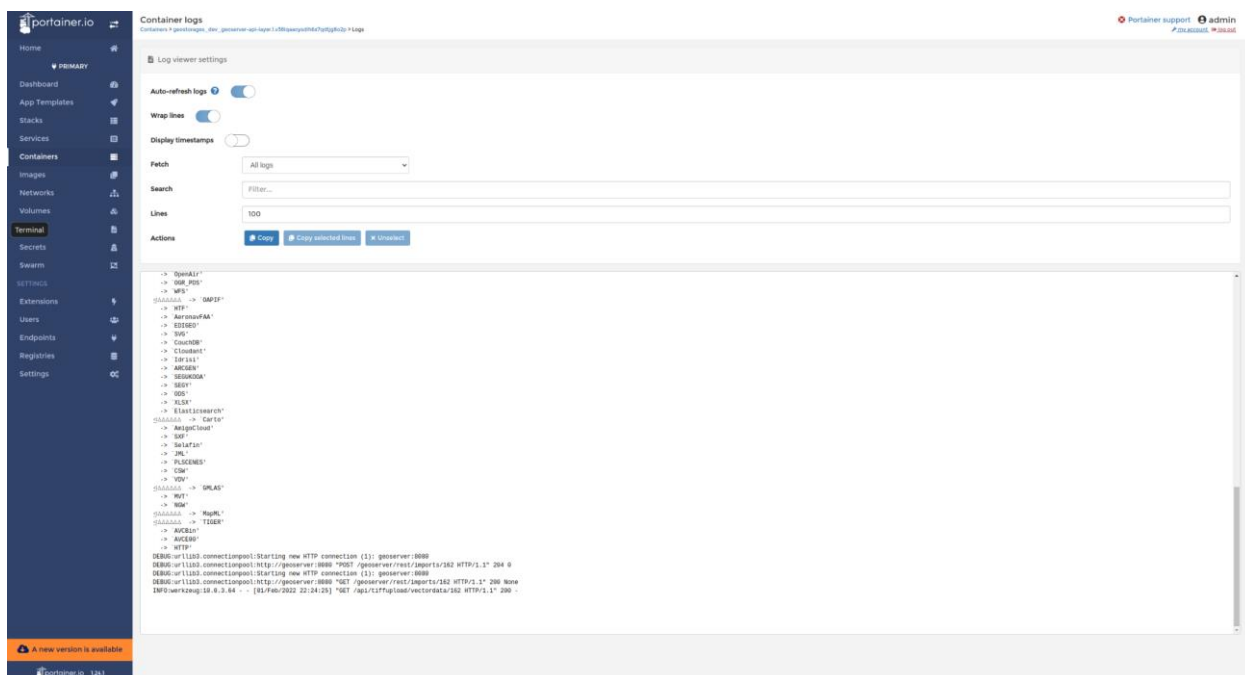 portainer.io
Container logs
Portainer support admin
my account log out
Home
PRIMARY
Dashboard
App Templates
Stacks
Services
Containers
Images
Networks
Volumes
Terminal
Secrets
Swarm
SETTINGS
Extensions
Users
Endpoints
Registries
Settings
A new version is available
portainer.io 1.24.1
Log viewer settings
Auto-refresh logs
Wrap lines
Display timestamps
Fetch All logs
Search Filter...
Lines 100
Actions Copy Copy selected lines Unselect
-> `OpenAir'
-> `OGR_PDS'
-> `WFS'
-> `OAPIF'
-> `HTF'
-> `AeronavFAA'
-> `EDIGEO'
-> `SVG'
-> `CouchDB'
-> `Cloudant'
-> `Idrisi'
-> `ARCGEN'
-> `SEGUKOOA'
-> `SEGY'
-> `ODS'
-> `XLSX'
-> `Elasticsearch'
-> `Carto'
-> `AmigoCloud'
-> `SXF'
-> `Selafin'
-> `JML'
-> `PLSCENES'
-> `CSW'
-> `VDV'
-> `GMLAS'
-> `MVT'
-> `NGW'
-> `MapML'
-> `TIGER'
-> `AVCBin'
-> `AVCE00'
-> `HTTP'
DEBUG:urllib3.connectionpool:Starting new HTTP connection (1): geoserver:8080
DEBUG:urllib3.connectionpool:http://geoserver:8080 "POST /geoserver/rest/imports/162 HTTP/1.1" 204 0
DEBUG:urllib3.connectionpool:Starting new HTTP connection (1): geoserver:8080
DEBUG:urllib3.connectionpool:http://geoserver:8080 "GET /geoserver/rest/imports/162 HTTP/1.1" 200 None
INFO:werkzeug:10.0.3.64 - - [01/Feb/2022 22:24:25] "GET /api/tiffupload/vectordata/162 HTTP/1.1" 200 -